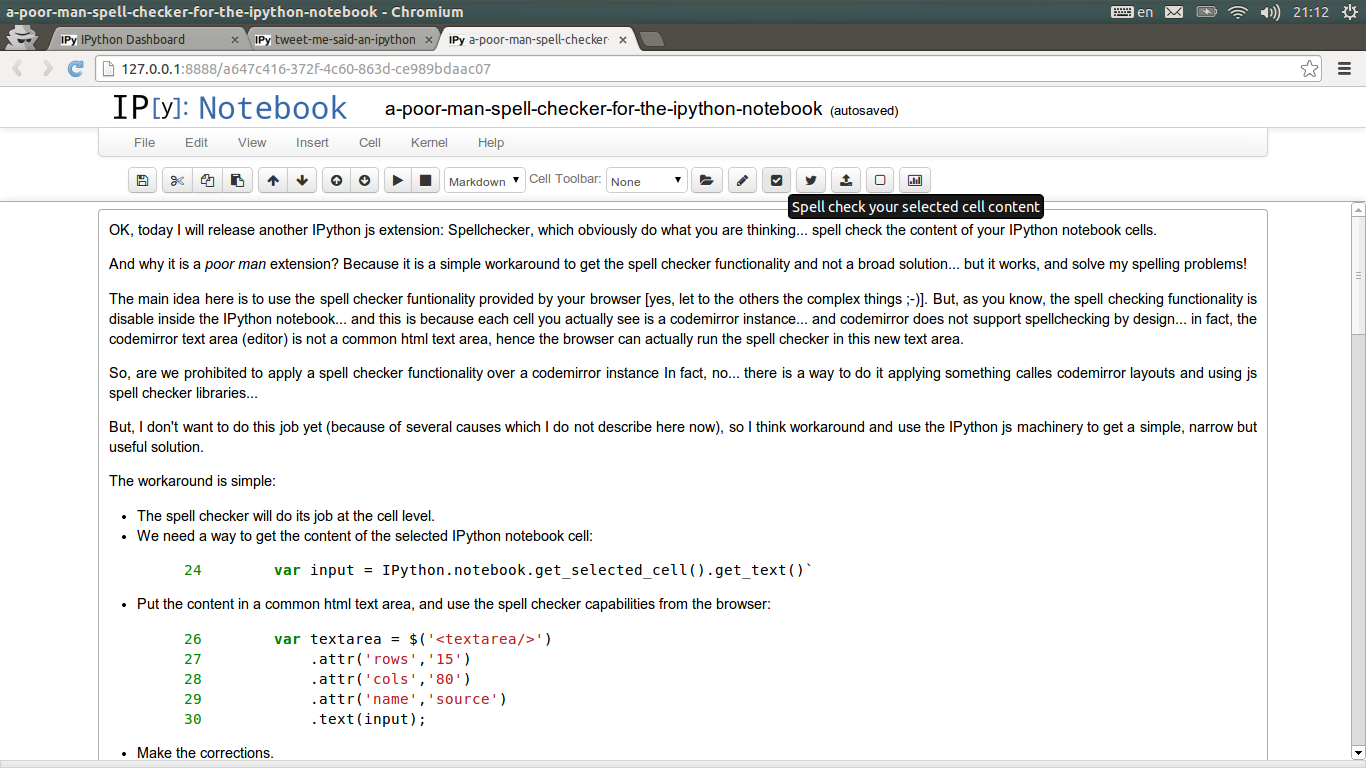 a-poor-man-spell-checker-for-the-ipython-notebook - Chromium
en
21:12
IPy IPython Dashboard
IPy tweet-me-said-an-ipython
IPy a-poor-man-spell-checker-
127.0.0.1:8888/a647c416-372f-4c60-863d-ce989bdaac07
IP[y]: Notebook
a-poor-man-spell-checker-for-the-ipython-notebook (autosaved)
File Edit View Insert Cell Kernel Help
Markdown Cell Toolbar: None
Spell check your selected cell content
OK, today I will release another IPython js extension: Spellchecker, which obviously do what you are thinking... spell check the content of your IPython notebook cells.
And why it is a poor man extension? Because it is a simple workaround to get the spell checker functionality and not a broad solution... but it works, and solve my spelling problems!
The main idea here is to use the spell checker funtionality provided by your browser [yes, let to the others the complex things ;-)]. But, as you know, the spell checking functionality is
disable inside the IPython notebook... and this is because each cell you actually see is a codemirror instance... and codemirror does not support spellchecking by design... in fact, the
codemirror text area (editor) is not a common html text area, hence the browser can actually run the spell checker in this new text area.
So, are we prohibited to apply a spell checker functionality over a codemirror instance In fact, no... there is a way to do it applying something calles codemirror layouts and using js
spell checker libraries...
But, I don't want to do this job yet (because of several causes which I do not describe here now), so I think workaround and use the IPython js machinery to get a simple, narrow but
useful solution.
The workaround is simple:
• The spell checker will do its job at the cell level.
• We need a way to get the content of the selected IPython notebook cell:
24 var input = IPython.notebook.get_selected_cell().get_text()`
• Put the content in a common html text area, and use the spell checker capabilities from the browser:
26 var textarea = $('<textarea/>')
27 .attr('rows','15')
28 .attr('cols','80')
29 .attr('name','source')
30 .text(input);
• Make the corrections.